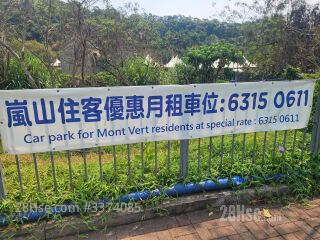 嵐山住客優惠月租車位:6315 0611
Car park for Mont Vert residents at special rate : 6315 0611
28Hse.com #3374085
28Hse.com